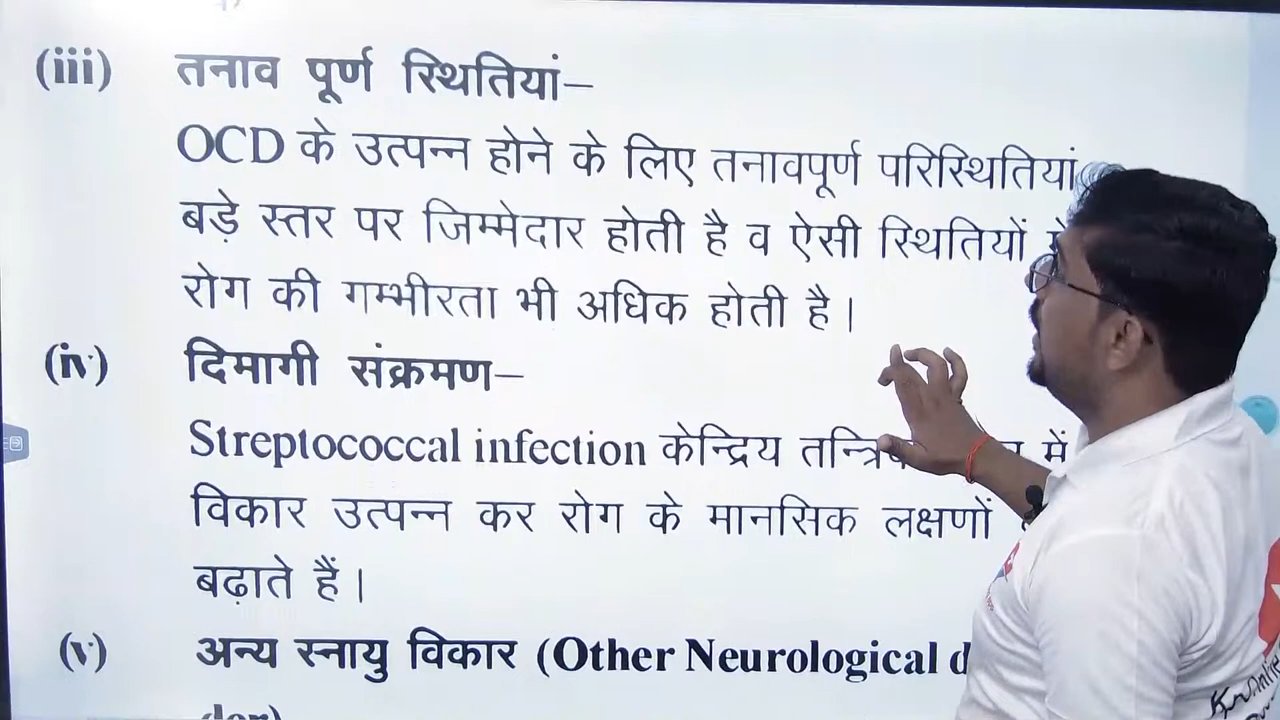 (iii) तनाव पूर्ण स्थितियां–
OCD के उत्पन्न होने के लिए तनावपूर्ण परिस्थितियां
बड़े स्तर पर जिम्मेदार होती है व ऐसी स्थितियों
रोग की गम्भीरता भी अधिक होती है।
(iv) दिमागी संक्रमण–
Streptococcal infection केन्द्रिय में
विकार उत्पन्न कर रोग के मानसिक लक्षणों
बढ़ाते हैं।
(v) अन्य स्नायु विकार (Other Neurological